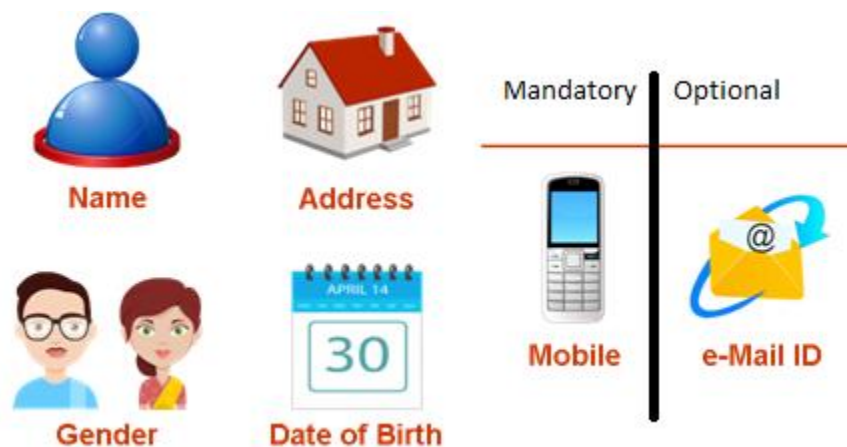 Mandatory
Optional
Name
Address
@
APRIL 14
30
Mobile
e-Mail ID
Gender
Date of Birth